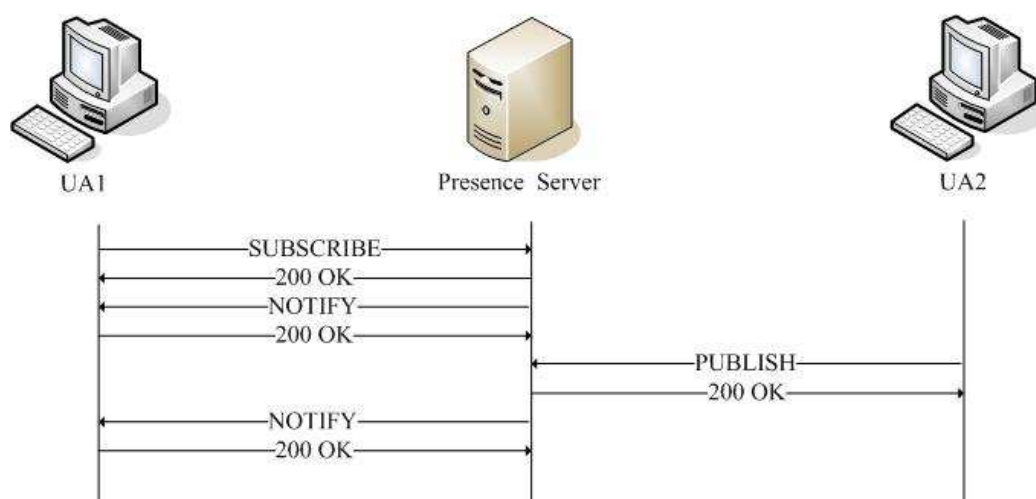 UA1
Presence Server
UA2
SUBSCRIBE
200 OK
NOTIFY
200 OK
PUBLISH
200 OK
NOTIFY
200 OK